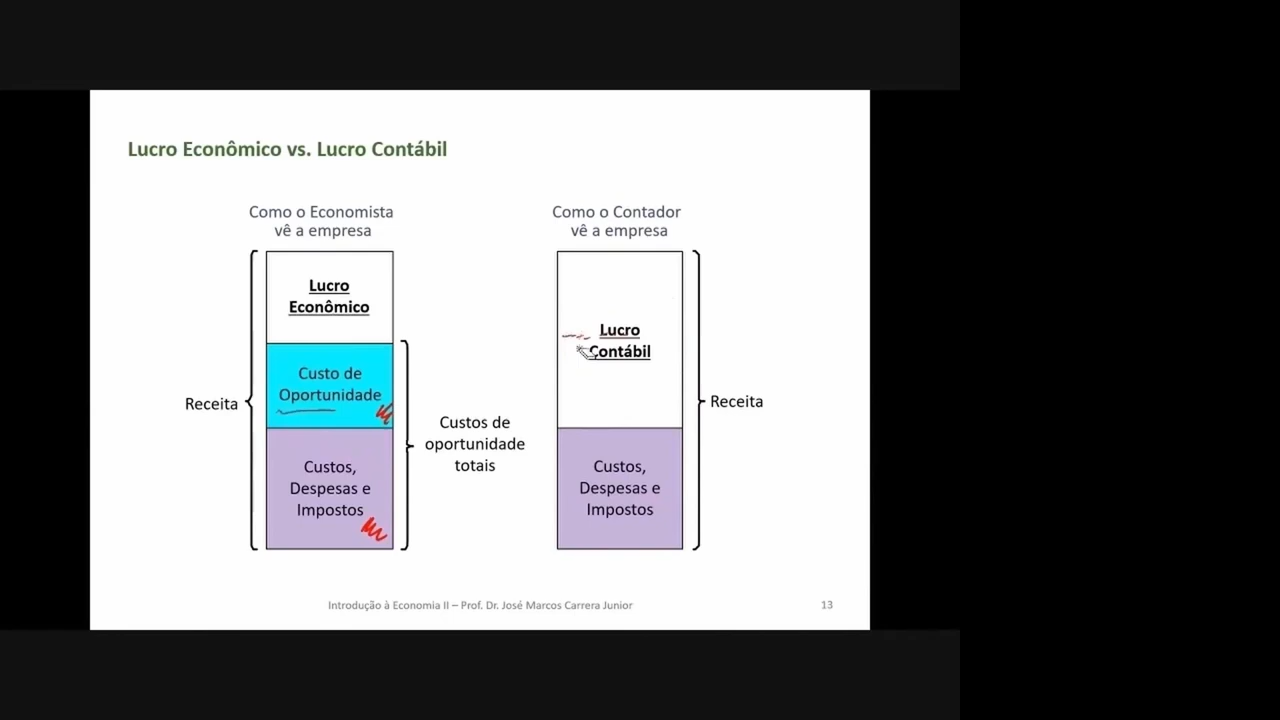 Lucro Econômico vs. Lucro Contábil
Como o Economista
vê a empresa
Lucro
Econômico
Custo de
Oportunidade
Custos,
Despesas e
Impostos
Receita
Custos de
oportunidade
totais
Como o Contador
vê a empresa
Lucro
Contábil
Custos,
Despesas e
Impostos
Receita
Introdução à Economia II – Prof. Dr. José Marcos Carrera Junior
13